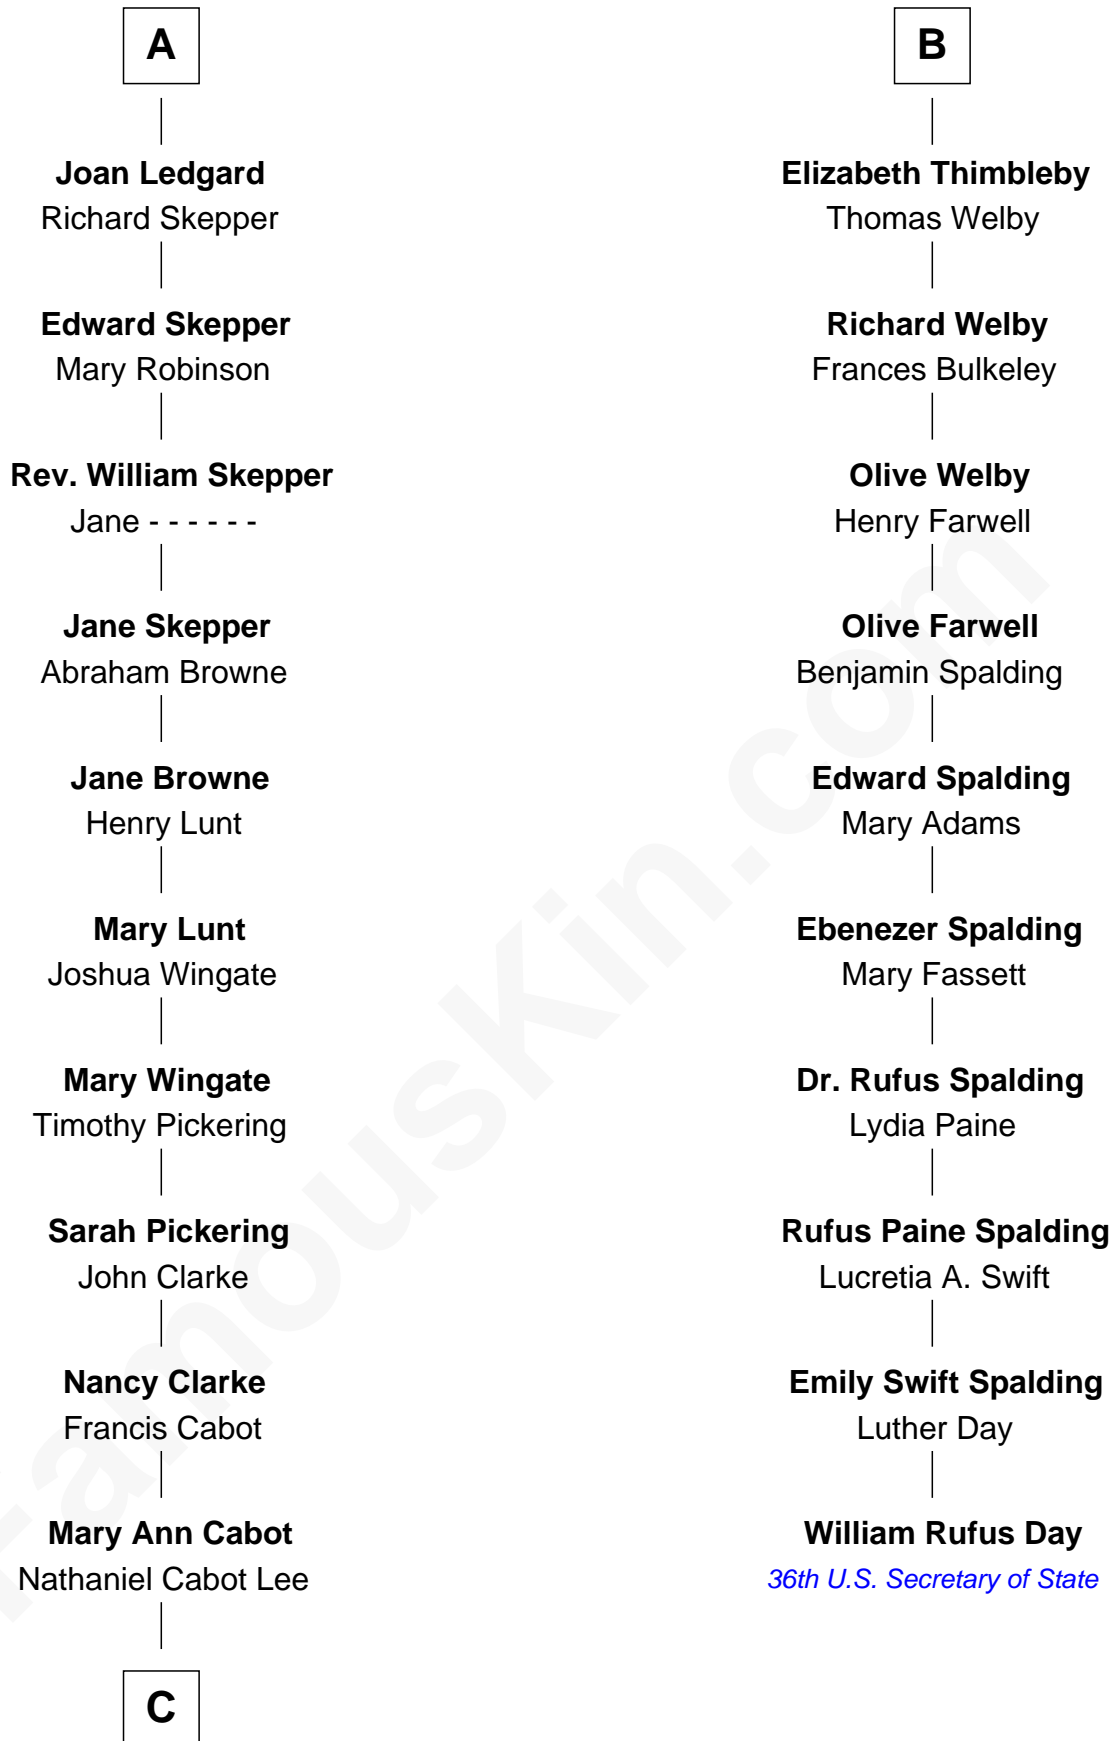 A
Joan Ledgard
Richard Skepper
Edward Skepper
Mary Robinson
Rev. William Skepper
Jane - - - - - -
Jane Skepper
Abraham Browne
Jane Browne
Henry Lunt
Mary Lunt
Joshua Wingate
Mary Wingate
Timothy Pickering
Sarah Pickering
John Clarke
Nancy Clarke
Francis Cabot
Mary Ann Cabot
Nathaniel Cabot Lee
C
B
Elizabeth Thimbleby
Thomas Welby
Richard Welby
Frances Bulkeley
Olive Welby
Henry Farwell
Olive Farwell
Benjamin Spalding
Edward Spalding
Mary Adams
Ebenezer Spalding
Mary Fassett
Dr. Rufus Spalding
Lydia Paine
Rufus Paine Spalding
Lucretia A. Swift
Emily Swift Spalding
Luther Day
William Rufus Day
36th U.S. Secretary of State
FamousKin.com